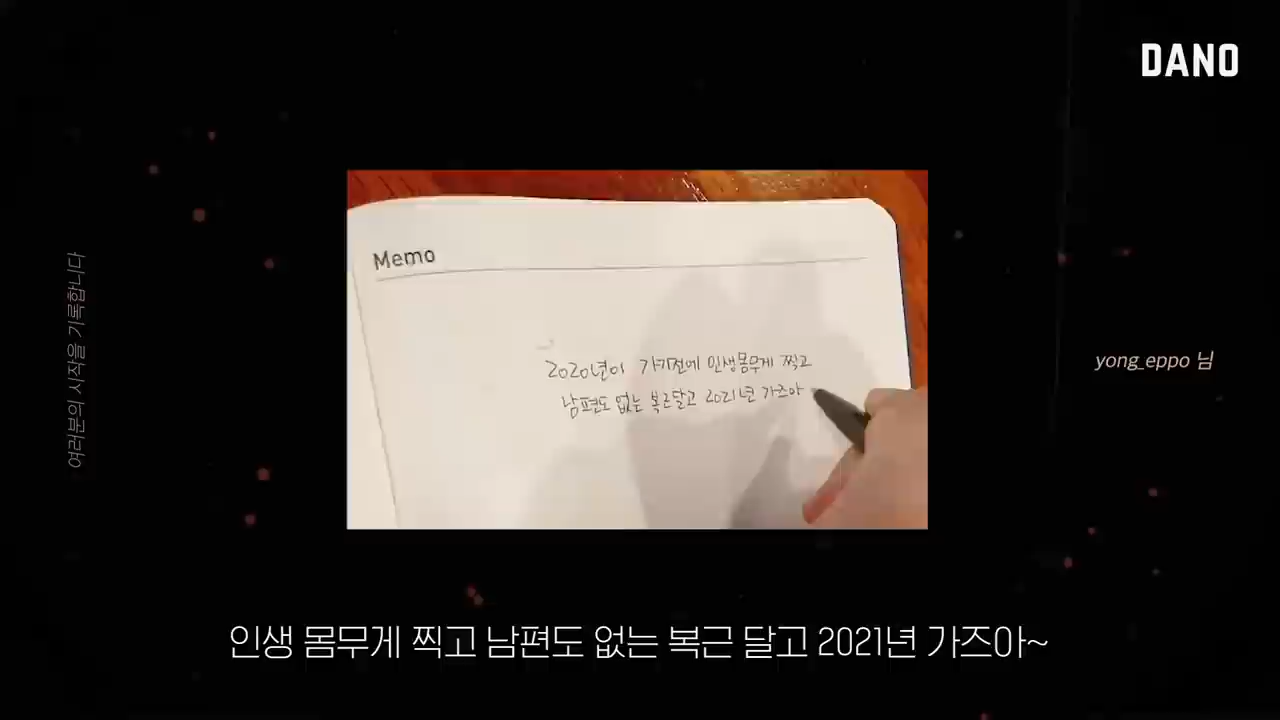 DANO
여러분의 시작을 기록합니다
Memo
2020년이 가기전에 인생몸무게 찍고
남편도 없는 복근달고 2021년 가즈아
yong_eppo 님
인생 몸무게 찍고 남편도 없는 복근 달고 2021년 가즈아~